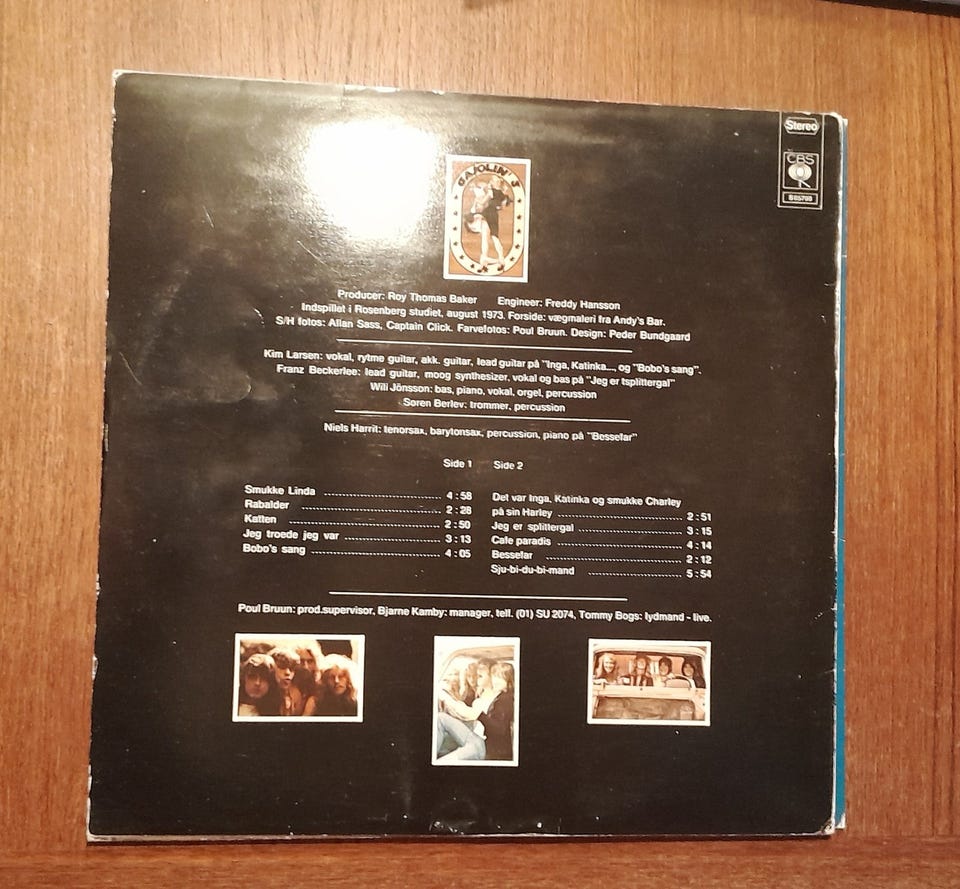 Stereo
CBS
GASOLIN' 3
Producer: Roy Thomas Baker Engineer: Freddy Hansson
Indspillet i Rosenberg studiet, august 1973. Forside: vægmaleri fra Andy's Bar.
S/H fotos: Allan Sass, Captain Click. Farvefotos: Poul Bruun. Design: Peder Bundgaard
Kim Larsen: vokal, rytme guitar, akk. guitar, lead guitar på "Inga, Katinka..., og "Bobo's sang".
Franz Beckerlee: lead guitar, moog synthesizer, vokal og bas på "Jeg er tsplittergal"
Wili Jönsson: bas, piano, vokal, orgel, percussion
Søren Berlev: trommer, percussion
Niels Harrit: tenorsax, barytonsax, percussion, piano på "Bessefar"
Side 1 Side 2
Smukke Linda 4:58
Rabalder 2:28
Katten 2:50
Jeg troede jeg var 3:13
Bobo's sang 4:05
Det var Inga, Katinka og smukke Charley
på sin Harley 2:51
Jeg er splittergal 3:15
Cafe paradis 4:14
Bessefar 2:12
Sju-bi-du-bi-mand 5:54
Poul Bruun: prod.supervisor, Bjarne Kamby: manager, tell. (01) SU 2074, Tommy Bogs: lydmand - live.